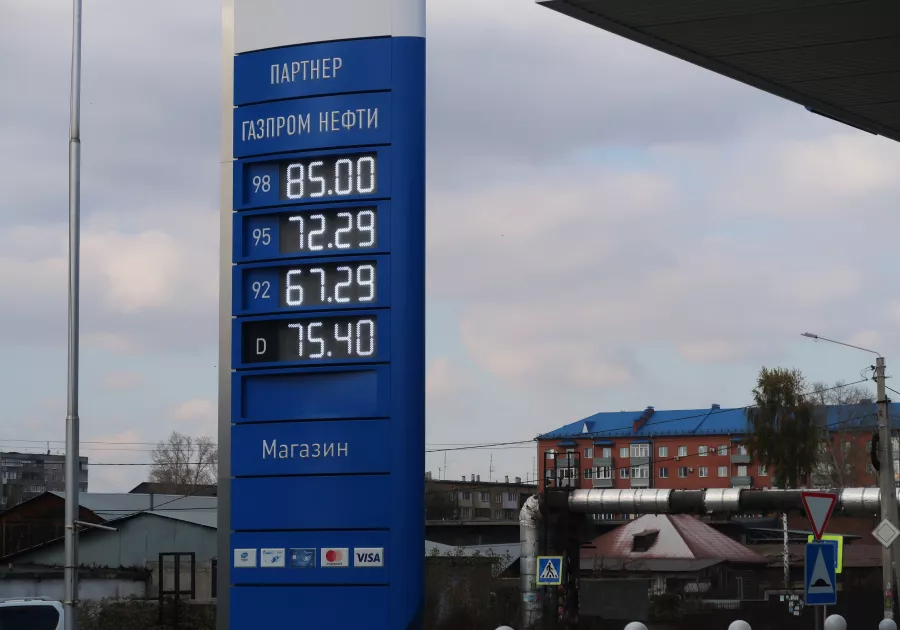 ПАРТНЕР
ГАЗПРОМ НЕФТИ
98 85.00
95 72.29
92 67.29
D 75.40
Магазин
VISA